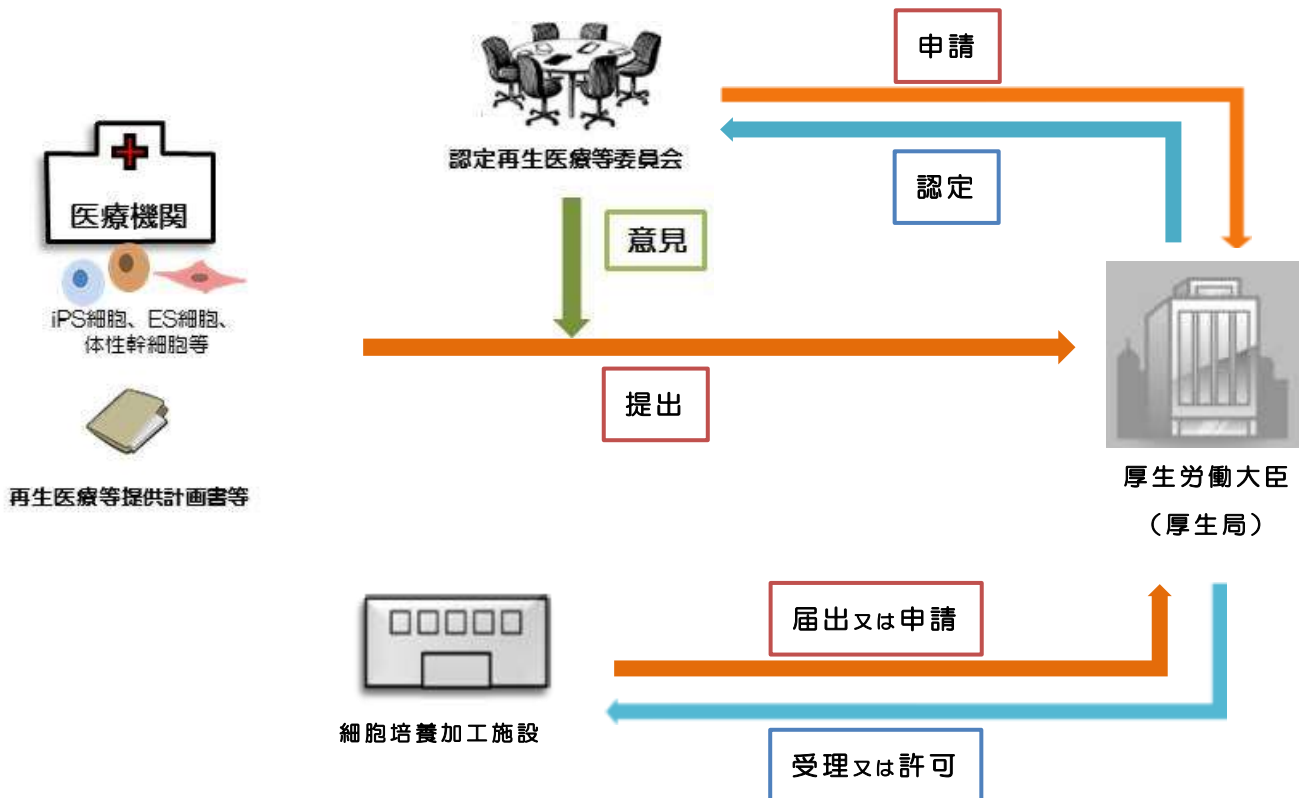 申請
認定再生医療等委員会
認定
医療機関
意見
iPS細胞、ES細胞、
体性幹細胞等
提出
再生医療等提供計画書等
厚生労働大臣
（厚生局）
届出又は申請
細胞培養加工施設
受理又は許可